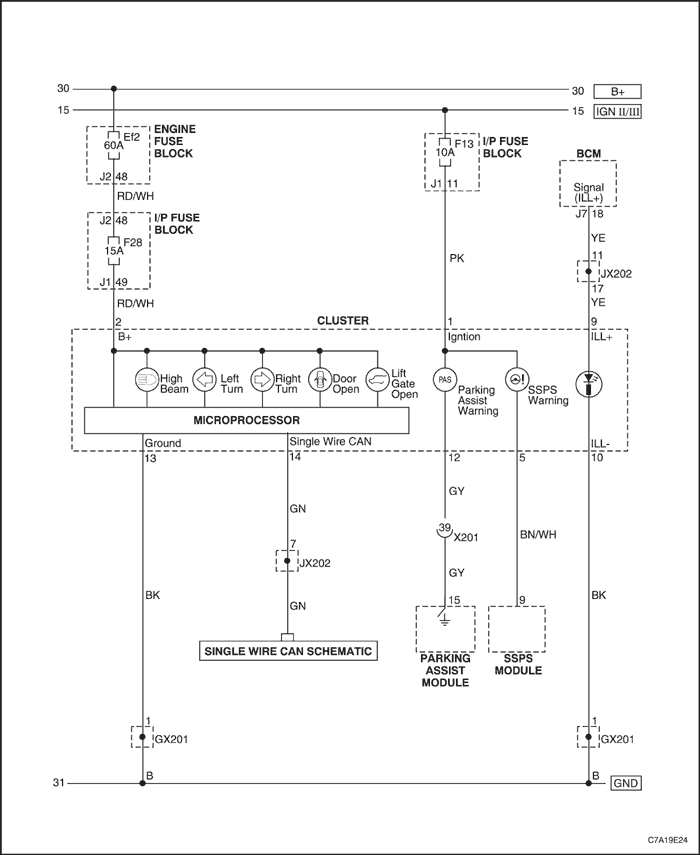 30
30
B+
15
15
IGN II/III
ENGINE
FUSE
BLOCK
Ef2
60A
J2 48
RD/WH
I/P FUSE
BLOCK
J2 48
F28
15A
J1 49
RD/WH
I/P FUSE
BLOCK
F13
10A
J1 11
PK
BCM
Signal
(ILL+)
J7 18
YE
11
JX202
17
YE
CLUSTER
2
B+
1
Ignition
9
ILL+
High
Beam
Left
Turn
Right
Turn
Door
Open
Lift
Gate
Open
PAS
Parking
Assist
Warning
!
SSPS
Warning
MICROPROCESSOR
Ground
Single Wire CAN
ILL-
13
14
12
5
10
GN
GY
7
JX202
39
X201
BN/WH
GY
GN
BK
BK
15
9
SINGLE WIRE CAN SCHEMATIC
PARKING
ASSIST
MODULE
SSPS
MODULE
1
GX201
1
GX201
31
B
B
GND
C7A19E24